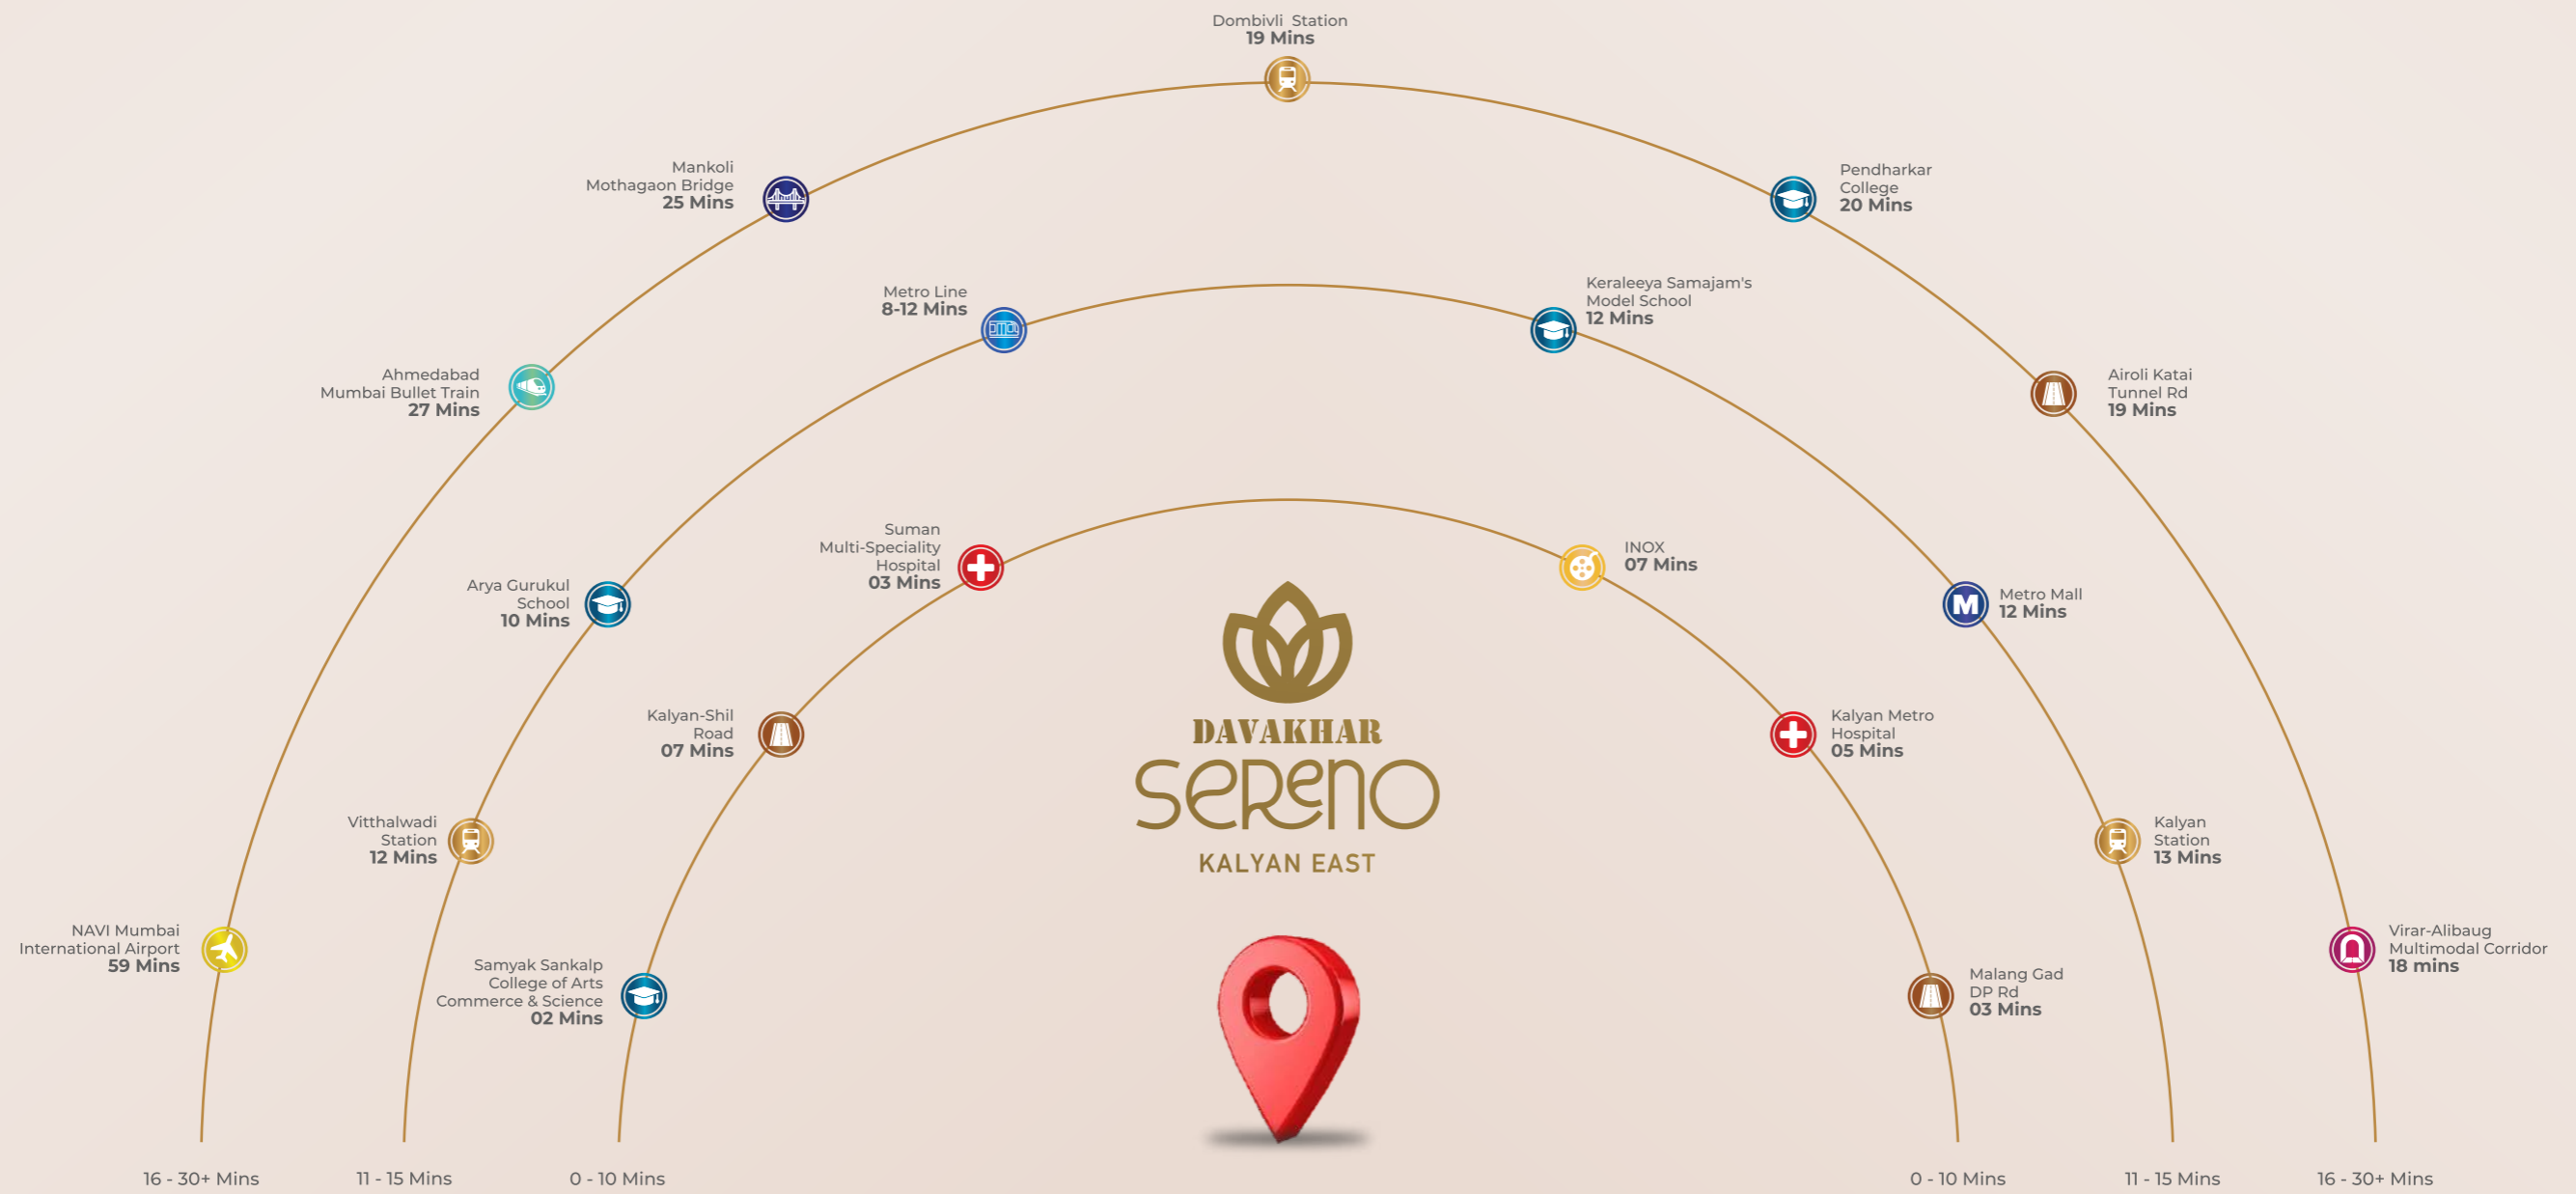 Dombivli Station
19 Mins
Mankoli
Mothagaon Bridge
25 Mins
Pendharkar
College
20 Mins
Metro Line
8-12 Mins
Keraleeya Samajam's
Model School
12 Mins
Ahmedabad
Mumbai Bullet Train
27 Mins
Airoli Katai
Tunnel Rd
19 Mins
Suman
Multi-Speciality
Hospital
03 Mins
INOX
07 Mins
Arya Gurukul
School
10 Mins
M
Metro Mall
12 Mins
Kalyan-Shil
Road
07 Mins
DAVAKHAR
SERENO
KALYAN EAST
Kalyan Metro
Hospital
05 Mins
Vitthalwadi
Station
12 Mins
Kalyan
Station
13 Mins
NAVI Mumbai
International Airport
59 Mins
Samyak Sankalp
College of Arts
Commerce & Science
02 Mins
Malang Gad
DP Rd
03 Mins
Virar-Alibaug
Multimodal Corridor
18 mins
16 - 30+ Mins
11 - 15 Mins
0 - 10 Mins
0 - 10 Mins
11 - 15 Mins
16 - 30+ Mins